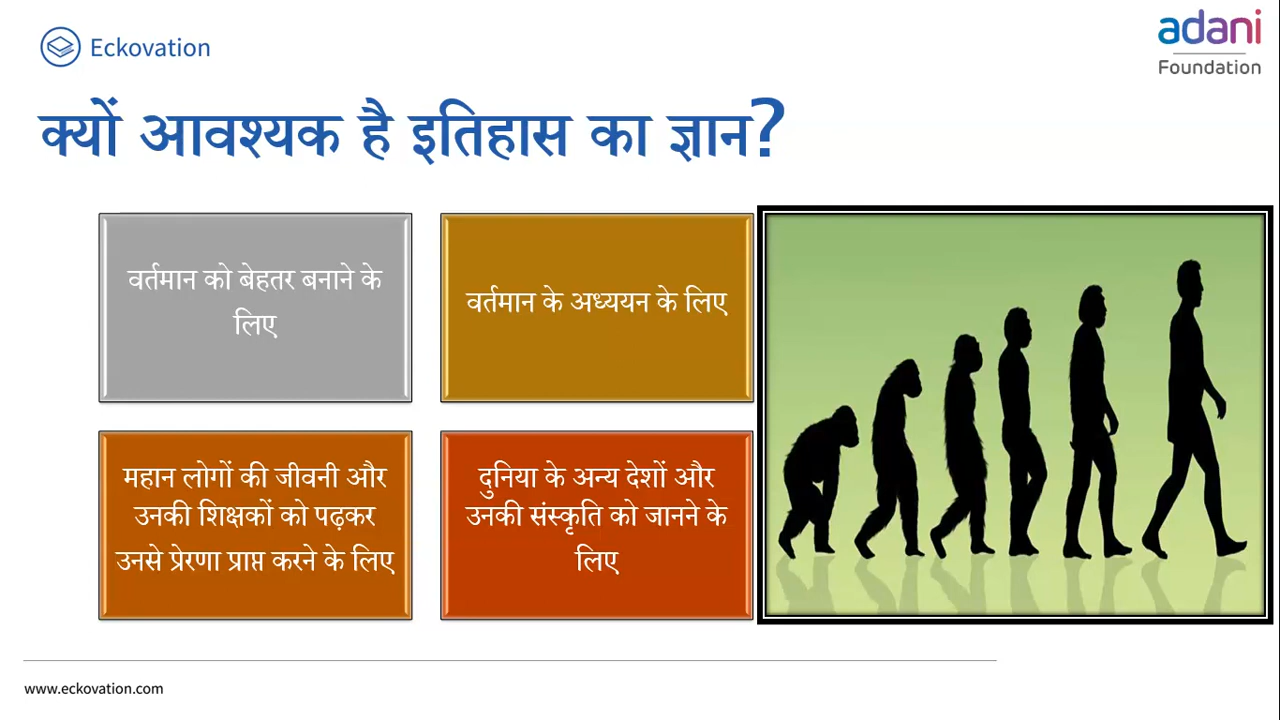 Eckovation
adani
Foundation
क्यों आवश्यक है इतिहास का ज्ञान?
वर्तमान को बेहतर बनाने के
लिए
वर्तमान के अध्ययन के लिए
महान लोगों की जीवनी और
उनकी शिक्षकों को पढ़कर
उनसे प्रेरणा प्राप्त करने के लिए
दुनिया के अन्य देशों और
उनकी संस्कृति को जानने के
लिए
www.eckovation.com